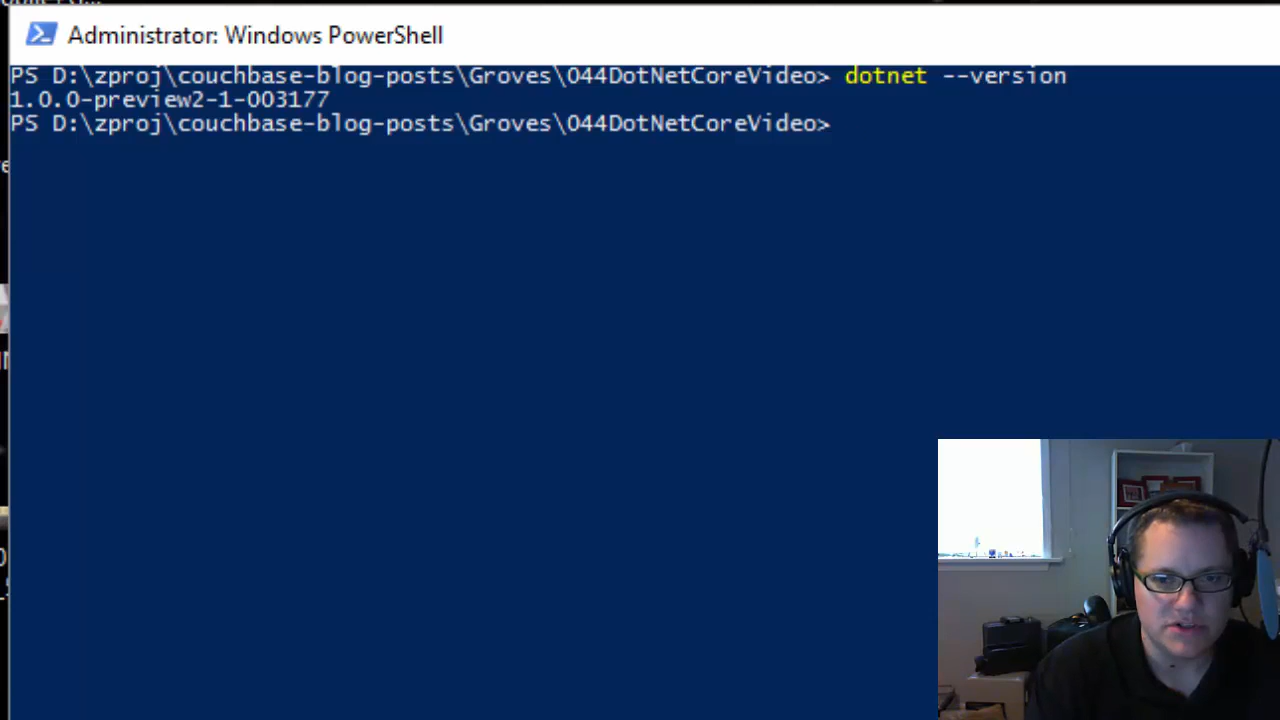 Administrator: Windows PowerShell
PS D:\zproj\couchbase-blog-posts\Groves\044DotNetCoreVideo> dotnet --version
1.0.0-preview2-1-003177
PS D:\zproj\couchbase-blog-posts\Groves\044DotNetCoreVideo>